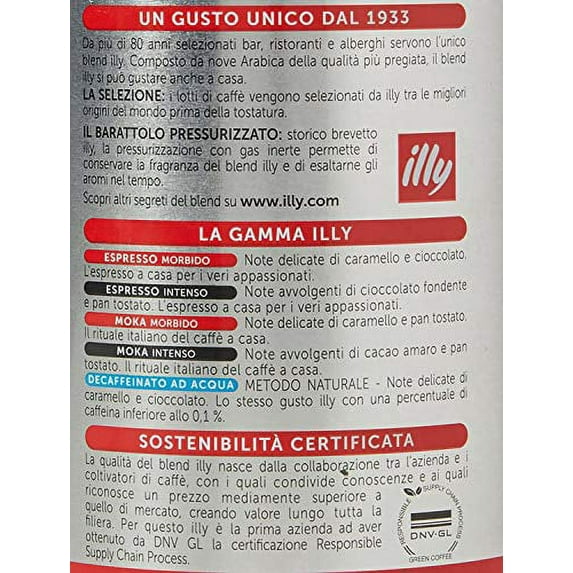 UN GUSTO UNICO DAL 1933
Da più di 80 anni selezionati bar, ristoranti e alberghi servono l'unico
blend illy. Composto da nove Arabica della qualità più pregiata, il blend
illy si può gustare anche a casa.
LA SELEZIONE: i lotti di caffè vengono selezionati da illy tra le migliori
origini del mondo prima della tostatura.
IL BARATTOLO PRESSURIZZATO: storico brevetto
illy, la pressurizzazione con gas inerte permette di
conservare la fragranza del blend illy e di esaltarne gli
aromi nel tempo.
Scopri altri segreti del blend su www.illy.com
illy
LA GAMMA ILLY
ESPRESSO MORBIDO Note delicate di caramello e cioccolato.
L'espresso a casa per i veri appassionati.
ESPRESSO INTENSO Note avvolgenti di cioccolato fondente
e pan tostato. L'espresso a casa per i veri appassionati.
MOKA MORBIDO Note delicate di caramello e pan tostato.
Il rituale italiano del caffè a casa.
MOKA INTENSO Note avvolgenti di cacao amaro e pan
tostato. Il rituale italiano del caffè a casa.
DECAFFEINATO AD ACQUA METODO NATURALE - Note delicate di
caramello e cioccolato. Lo stesso gusto illy con una percentuale di
caffeina inferiore allo 0,1 %.
SOSTENIBILITÀ CERTIFICATA
La qualità del blend illy nasce dalla collaborazione tra l'azienda e i
coltivatori di caffè, con i quali condivide conoscenze e ai quali
riconosce un prezzo mediamente superiore a
quello di mercato, creando valore lungo tutta la
filiera. Per questo illy è la prima azienda ad aver
ottenuto da DNV GL la certificazione Responsible
Supply Chain Process.
RESPONSIBLE SUPPLY CHAIN PROCESS
DNV·GL
GREEN COFFEE